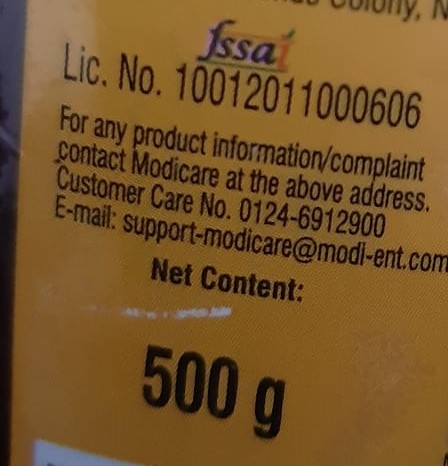 Colony, N
fssai
Lic. No. 10012011000606
For any product information/complaint
contact Modicare at the above address.
Customer Care No. 0124-6912900
E-mail: support-modicare@modi-ent.com
Net Content:
500 g